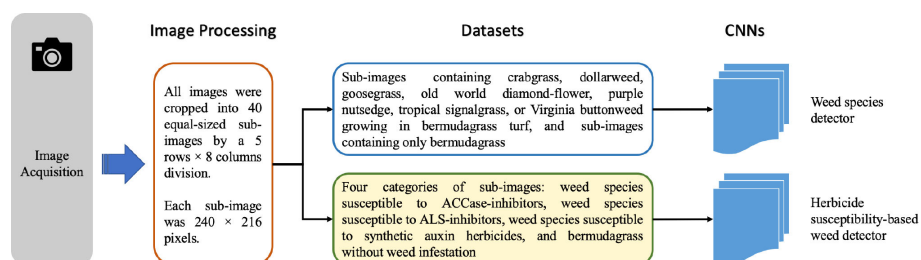 Image Processing
Datasets
CNNs
Image
Acquisition
All images were
cropped into 40
equal-sized sub-
images by a 5
rows × 8 columns
division.
Each sub-image
was 240 × 216
pixels.
Sub-images containing crabgrass, dollarweed,
goosegrass, old world diamond-flower, purple
nutsedge, tropical signalgrass, or Virginia buttonweed
growing in bermudagrass turf, and sub-images
containing only bermudagrass
Weed species
detector
Four categories of sub-images: weed species
susceptible to ACCase-inhibitors, weed species
susceptible to ALS-inhibitors, weed species susceptible
to synthetic auxin herbicides, and bermudagrass
without weed infestation
Herbicide
susceptibility-based
weed detector